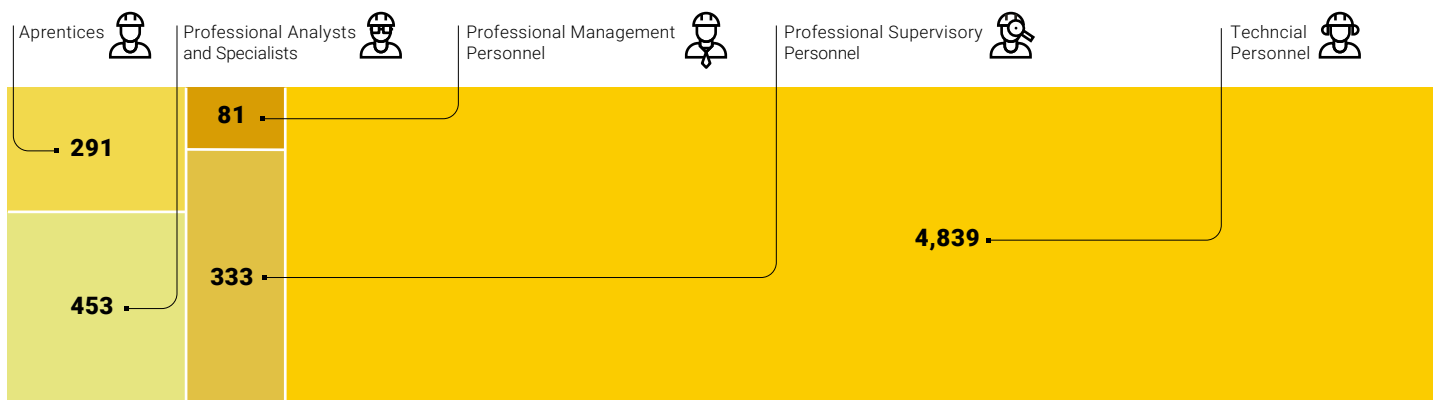 Aprentices
Professional Analysts
and Specialists
Professional Management
Personnel
Professional Supervisory
Personnel
Techncial
Personnel
81
291
4,839
333
453